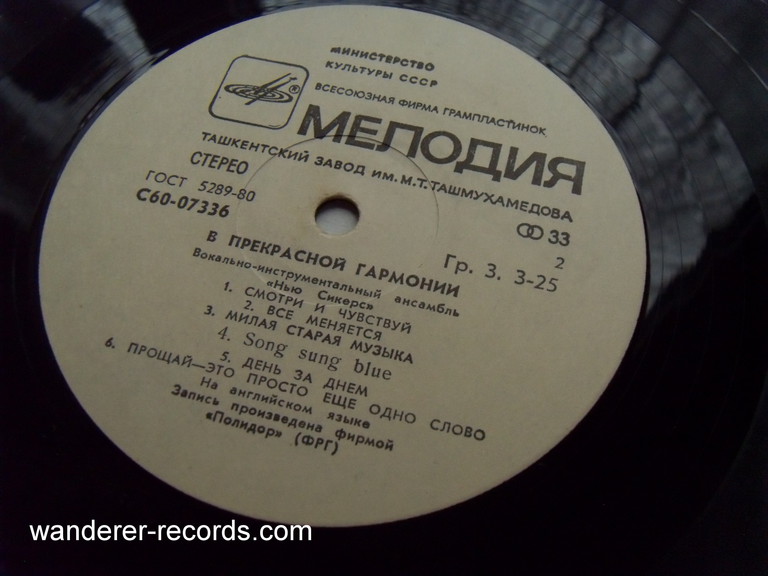 МИНИСТЕРСТВО
КУЛЬТУРЫ СССР
ВСЕСОЮЗНАЯ ФИРМА ГРАМПЛАСТИНОК
®
МЕЛОДИЯ
ТАШКЕНТСКИЙ ЗАВОД ИМ. М.Т. ТАШМУХАМЕДОВА
СТЕРЕО
ГОСТ 5289-80
С60-07336
33
2
Гр. 3. 3-25
В ПРЕКРАСНОЙ ГАРМОНИИ
Вокально-инструментальный ансамбль
«Нью Сикерс»
1. СМОТРИ И ЧУВСТВУЙ
2. ВСЕ МЕНЯЕТСЯ
3. МИЛАЯ СТАРАЯ МУЗЫКА
4. Song sung blue
5. ДЕНЬ ЗА ДНЕМ
6. ПРОЩАЙ—ЭТО ПРОСТО ЕЩЕ ОДНО СЛОВО
На английском языке
Запись произведена фирмой
«Полидор» (ФРГ)
wanderer-records.com